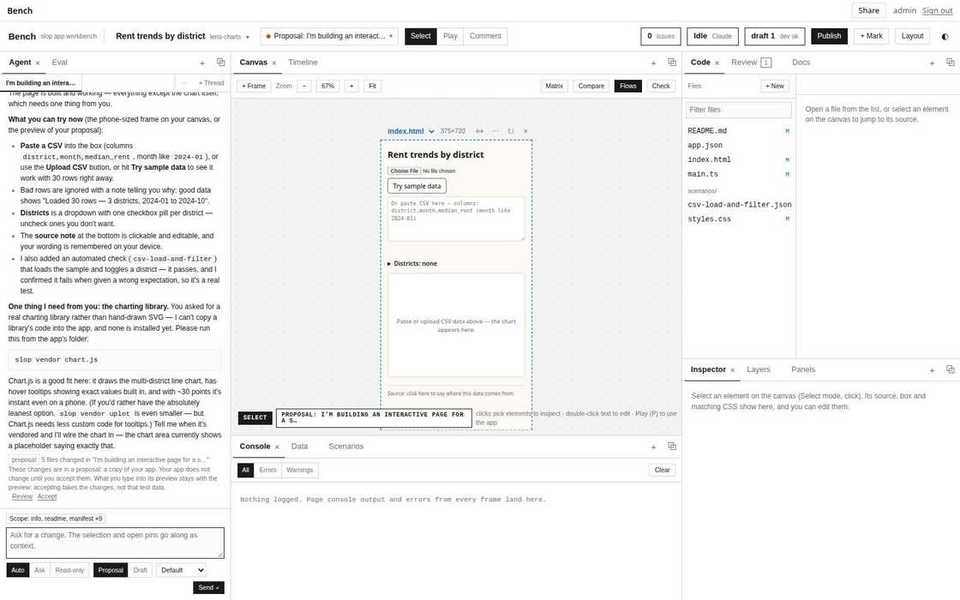 Bench
Share admin Sign out
Bench slop app workbench
Rent trends by district lens-charts
Proposal: I'm building an interact…
Select Play Comment
0 issues
Idle Claude
draft 1 dev ok
Publish
+ Mark
Layout
Agent × Eval
I'm building an intera…
+ Thread
The page is built and working — everything except the chart itself,
which needs one thing from you.
What you can try now (the phone-sized frame on your canvas, or
the preview of your proposal):
• Paste a CSV into the box (columns
district,month,median_rent , month like 2024-01 ), or
use the Upload CSV button, or hit Try sample data to see it
work with 30 rows right away.
• Bad rows are ignored with a note telling you why; good data
shows "Loaded 30 rows — 3 districts, 2024-01 to 2024-10".
• Districts is a dropdown with one checkbox pill per district —
uncheck ones you don't want.
• The source note at the bottom is clickable and editable, and
your wording is remembered on your device.
• I also added an automated check ( csv-load-and-filter )
that loads the sample and toggles a district — it passes, and I
confirmed it fails when given a wrong expectation, so it's a real
test.
One thing I need from you: the charting library. You asked for a
real charting library rather than hand-drawn SVG — I can't copy a
library's code into the app, and none is installed yet. Please run
this from the app's folder:
slop vendor chart.js
Chart.js is a good fit here: it draws the multi-district line chart, has
hover tooltips showing exact values built in, and with ~30 points it's
instant even on a phone. (If you'd rather have the absolutely
leanest option, slop vendor uplot is even smaller — but
Chart.js needs less custom code for tooltips.) Tell me when it's
vendored and I'll wire the chart in — the chart area currently shows
a placeholder saying exactly that.
proposal 5 files changed in "I'm building an interactive page for a s…"
These changes are in a proposal: a copy of your app. Your app does not
change until you accept them. What you type into its preview stays with the
preview; accepting takes the changes, not that test data.
Review Accept
Scope: info, readme, manifest +9
Ask for a change. The selection and open pins go along as
context.
Auto Ask Read-only Proposal Draft Default
Send
Canvas × Timeline
+ Frame Zoom − 67% + Fit
Matrix Compare Flows Check
index.html 375×720
Rent trends by district
Choose File No file chosen
Try sample data
Or paste CSV here — columns:
district,month,median_rent (month like
2024-01)
Districts: none
Paste or upload CSV data above — the chart
appears here.
Source: click here to say where this data comes from.
SELECT
PROPOSAL: I'M BUILDING AN INTERACTIVE PAGE FOR
A S…
clicks pick elements to inspect · double-click text to edit · Play (P) to use
the app
Console × Data Scenarios
All Errors Warnings
Clear
Nothing logged. Page console output and errors from every frame land here.
Code × Review 1 Docs
Files + New
Filter files
README.md M
app.json
index.html M
main.ts M
scenarios/
csv-load-and-filter.json
styles.css M
Open a file from the list, or select an element
on the canvas to jump to its source.
Inspector × Layers Panels
Select an element on the canvas (Select mode, click). Its source, box and
matching CSS show here, and you can edit them.